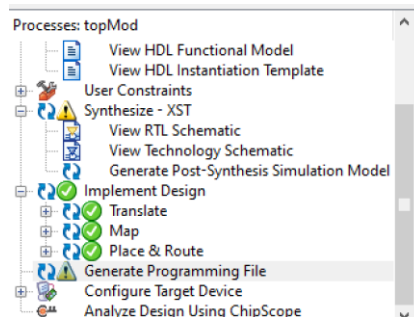 Processes: topMod
View HDL Functional Model
View HDL Instantiation Template
User Constraints
Synthesize - XST
View RTL Schematic
View Technology Schematic
Generate Post-Synthesis Simulation Model
Implement Design
Translate
Map
Place & Route
Generate Programming File
Configure Target Device
Analyze Design Using ChipScope